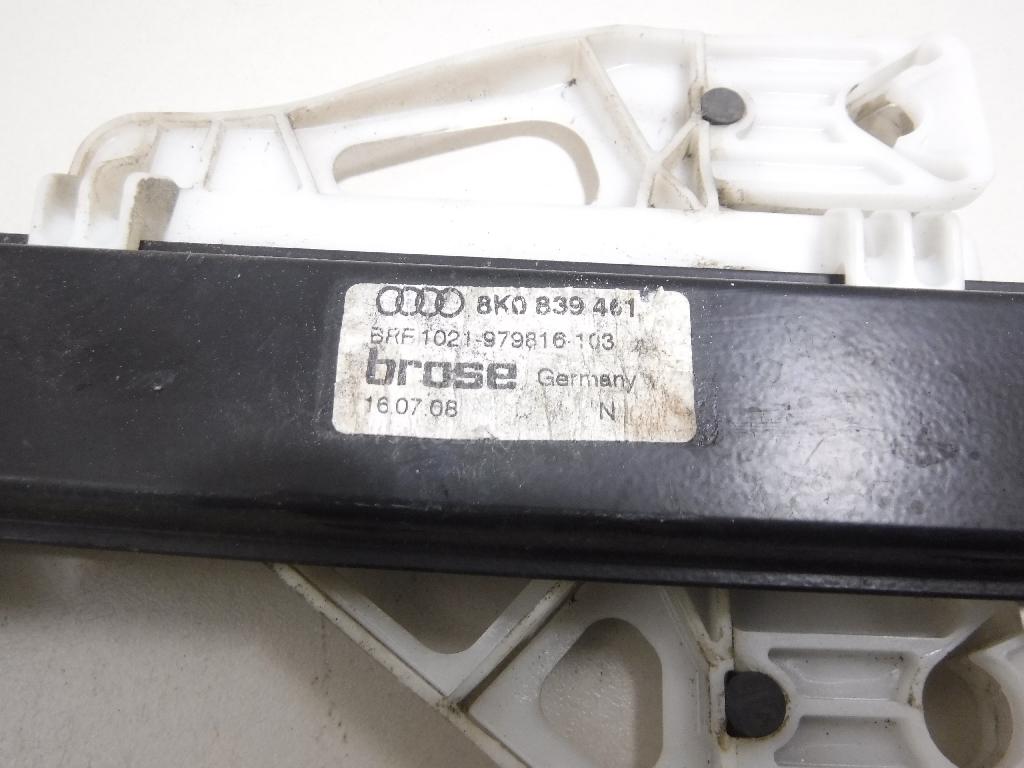 8K0 839 461
BRF 1021-979816-103
brose Germany
16.07.08 N